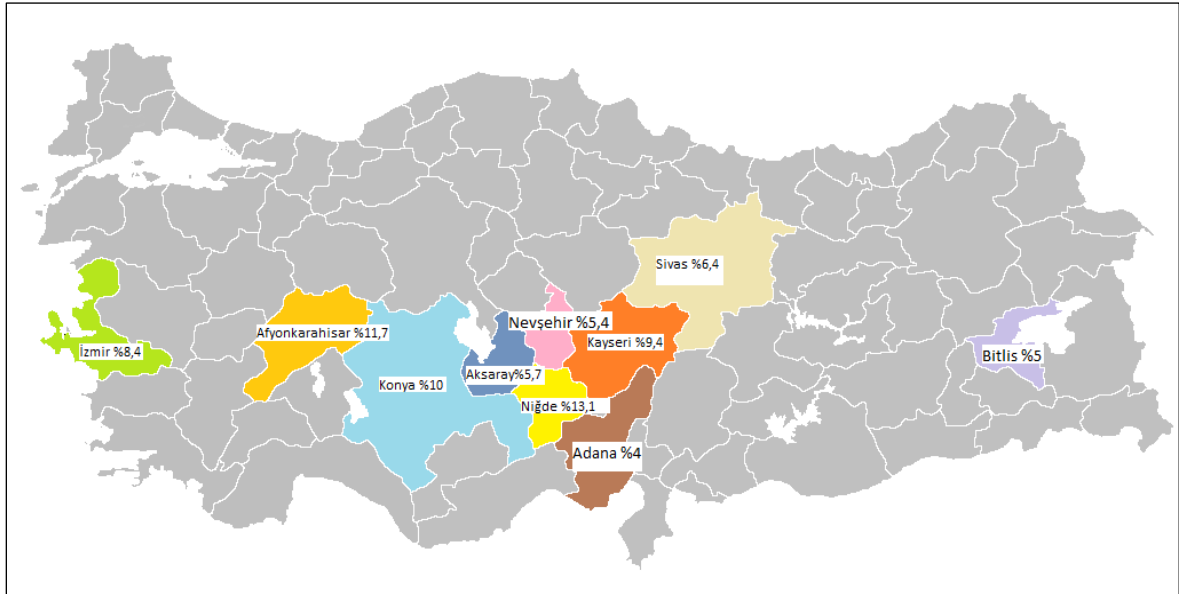 Sivas %6,4
Nevşehir %5,4
Afyonkarahisar %11,7
Kayseri %9,4
İzmir %8,4
Bitlis %5
Aksaray%5,7
Konya %10
Niğde %13,1
Adana %4